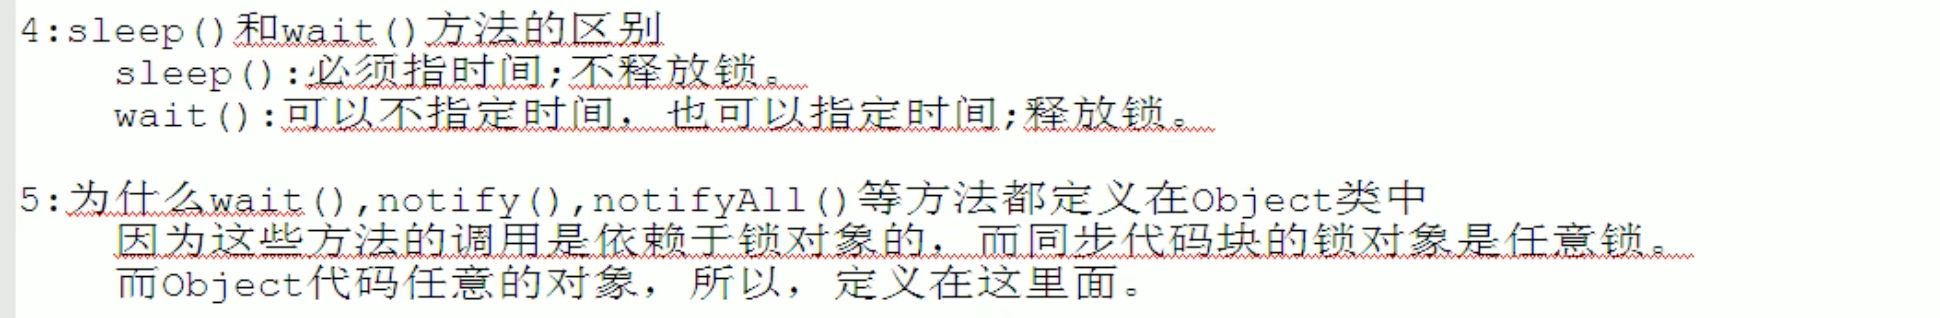 4:sleep()和wait()方法的区别
sleep():必须指时间;不释放锁。
wait():可以不指定时间，也可以指定时间;释放锁。
5:为什么wait(),notify(),notifyAll()等方法都定义在Object类中
因为这些方法的调用是依赖于锁对象的，而同步代码块的锁对象是任意锁。
而Object代码任意的对象，所以，定义在这里面。